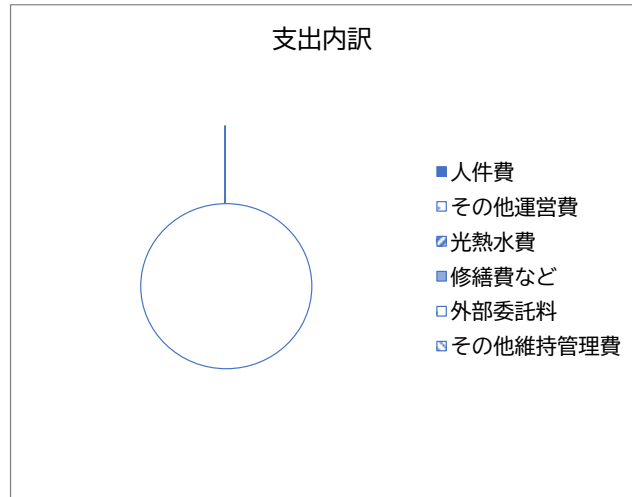 支出内訳
人件費
その他運営費
光熱水費
修繕費など
外部委託料
その他維持管理費